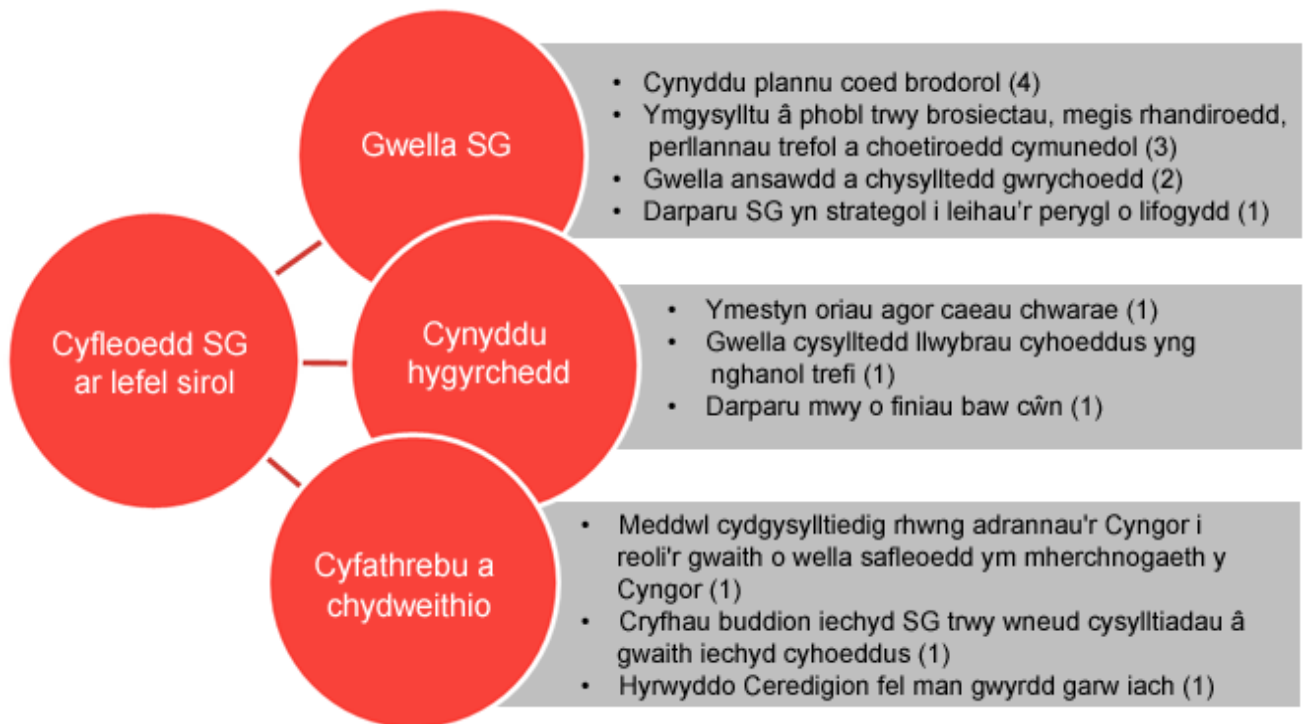 Cyfleoedd SG
ar lefel sirol
Gwella SG
• Cynyddu plannu coed brodorol (4)
• Ymgysylltu â phobl trwy brosiectau, megis rhandiroedd,
perllannau trefol a choetiroedd cymunedol (3)
• Gwella ansawdd a chysylltedd gwrychoedd (2)
• Darparu SG yn strategol i leihau’r perygl o lifogydd (1)
Cynyddu
hygyrchedd
• Ymestyn oriau agor caeau chwarae (1)
• Gwella cysylltedd llwybrau cyhoeddus yng
nghanol trefi (1)
• Darparu mwy o finiau baw cŵn (1)
Cyfathrebu a
chydweithio
• Meddwl cydgysylltiedig rhwng adrannau'r Cyngor i
reoli'r gwaith o wella safleoedd ym mherchnogaeth y
Cyngor (1)
• Cryfhau buddion iechyd SG trwy wneud cysylltiadau â
gwaith iechyd cyhoeddus (1)
• Hyrwyddo Ceredigion fel man gwyrdd garw iach (1)